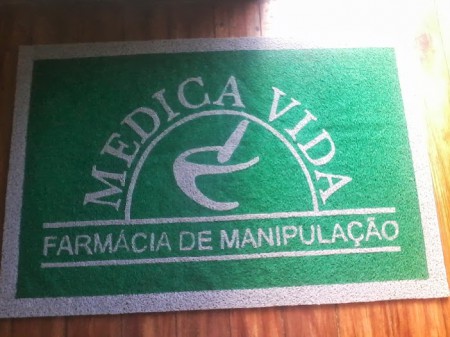 MEDICA VIDA
FARMÁCIA DE MANIPULAÇÃO